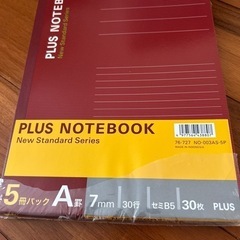 PLUS NOTEBOOK
New Standard Series
PLUS NOTEBOOK
New Standard Series
76-727 NO-003AS-5P
5冊パック A罫 7mm 30行 セミB5 30枚 PLUS